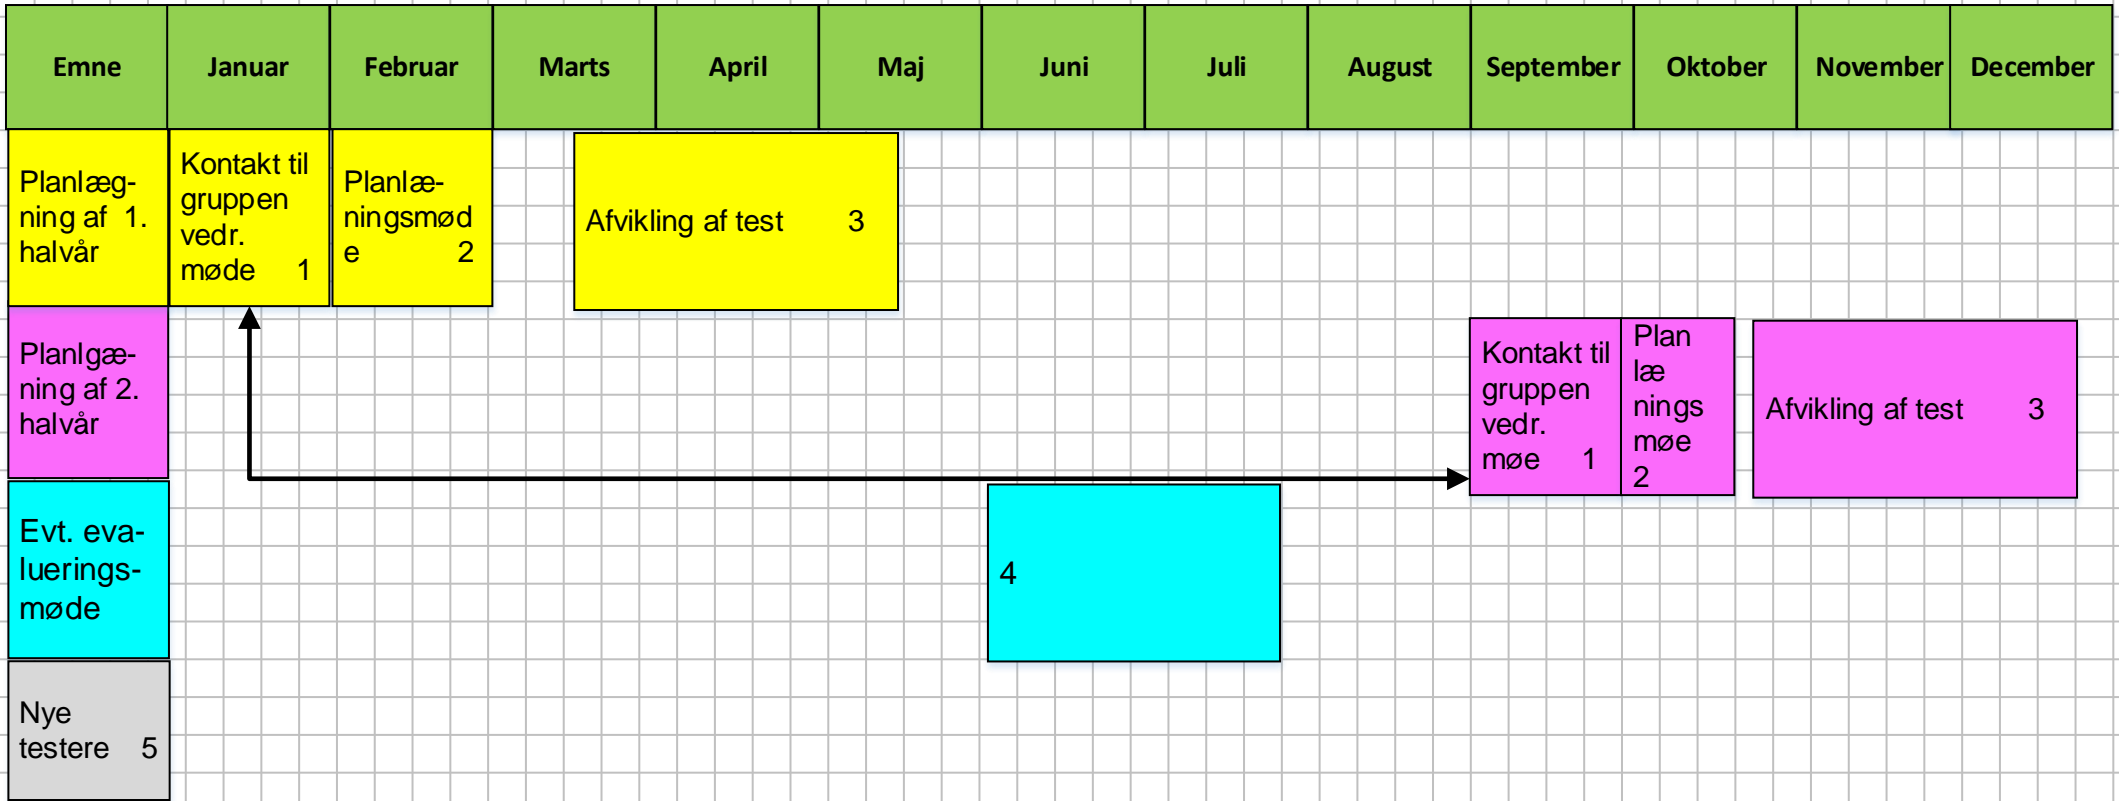 Emne Januar Februar Marts April Maj Juni Juli August September Oktober November December
Planlæg-
ning af 1.
halvår
Kontakt til
gruppen
vedr.
møde 1
Planlæ-
ningsmød
e 2
Afvikling af test 3
Planlgæ-
ning af 2.
halvår
Kontakt til
gruppen
vedr.
møe 1
Plan
læ
nings
møe
2
Afvikling af test 3
Evt. eva-
luerings-
møde
4
Nye
testere 5